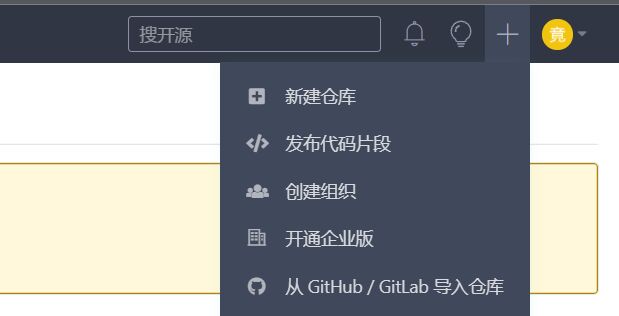 搜开源
竟
新建仓库
发布代码片段
创建组织
开通企业版
从 GitHub / GitLab 导入仓库